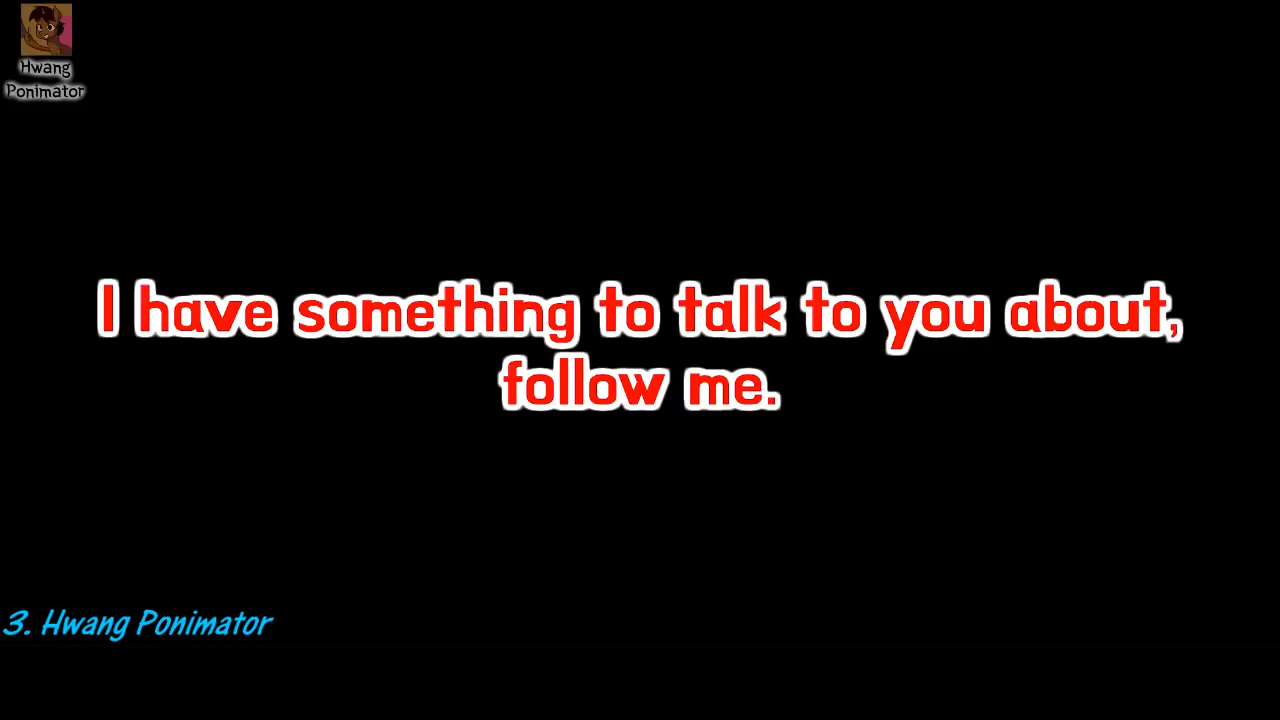 Hwang
Ponimator
I have something to talk to you about,
follow me.
3. Hwang Ponimator